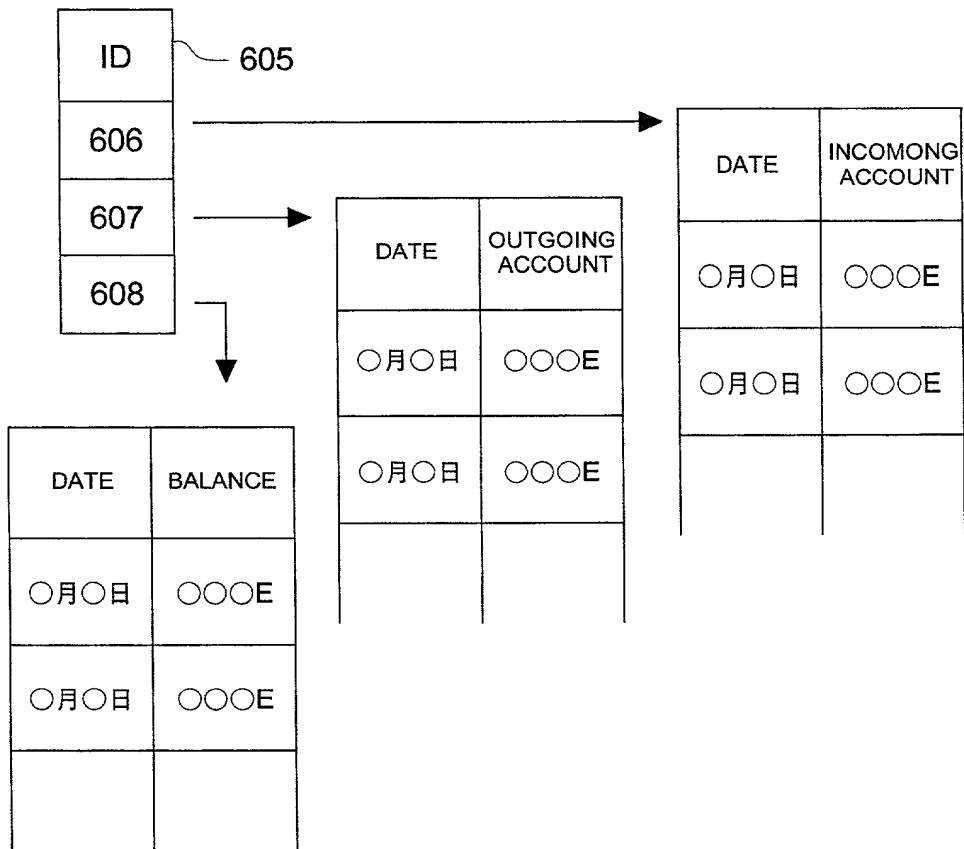 ID
605
606
607
608
DATE
INCOMONG
ACCOUNT
○月○日
○○○E
○月○日
○○○E
DATE
OUTGOING
ACCOUNT
○月○日
○○○E
○月○日
○○○E
DATE
BALANCE
○月○日
○○○E
○月○日
○○○E